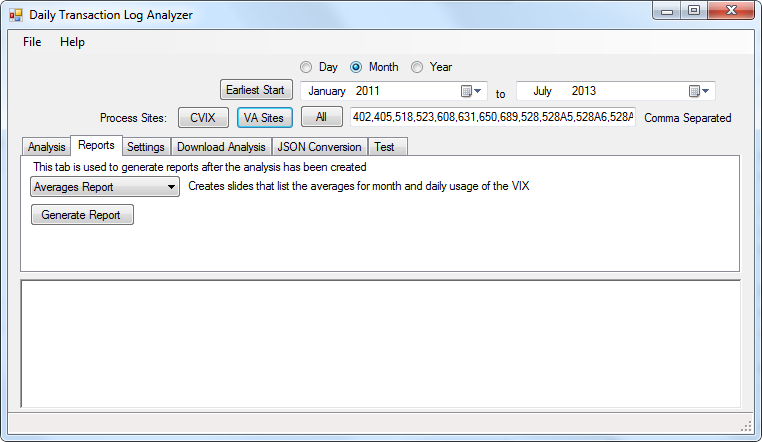 Daily Transaction Log Analyzer
File Help
Day Month Year
Earliest Start January 2011 to July 2013
Process Sites: CVIX VA Sites All 402,405,518,523,608,631,650,689,528,528A5,528A6,528A Comma Separated
Analysis Reports Settings Download Analysis JSON Conversion Test
This tab is used to generate reports after the analysis has been created
Averages Report Creates slides that list the averages for month and daily usage of the VIX
Generate Report